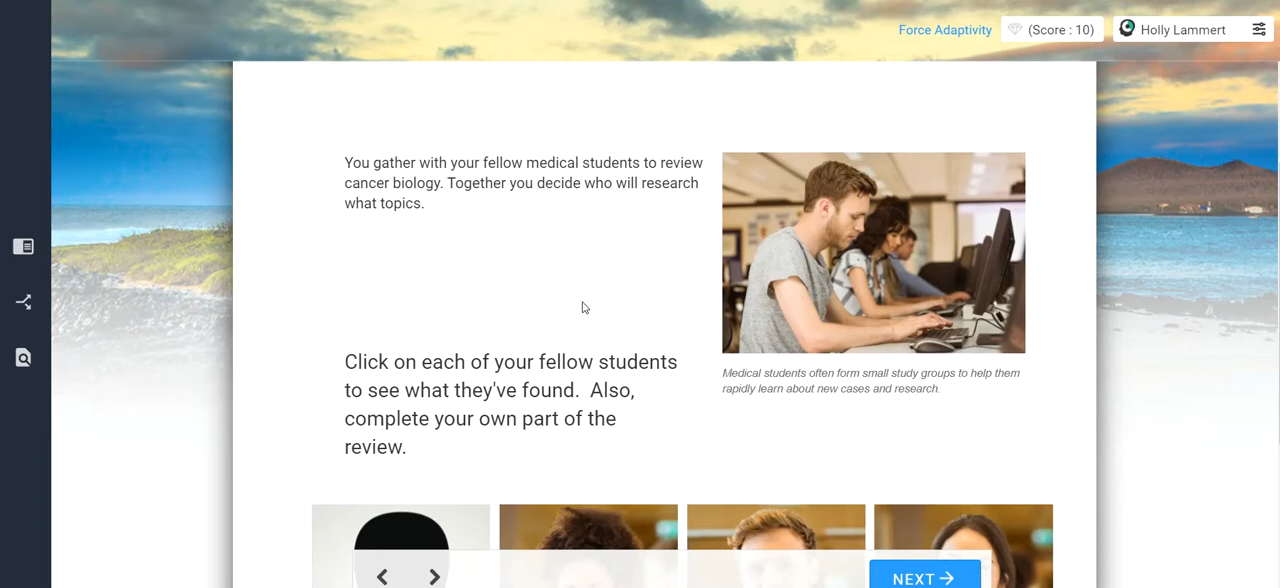 Force Adaptivity
(Score : 10)
Holly Lammert
You gather with your fellow medical students to review
cancer biology. Together you decide who will research
what topics.
Click on each of your fellow students
to see what they've found.  Also,
complete your own part of the
review.
Medical students often form small study groups to help them
rapidly learn about new cases and research.
NEXT